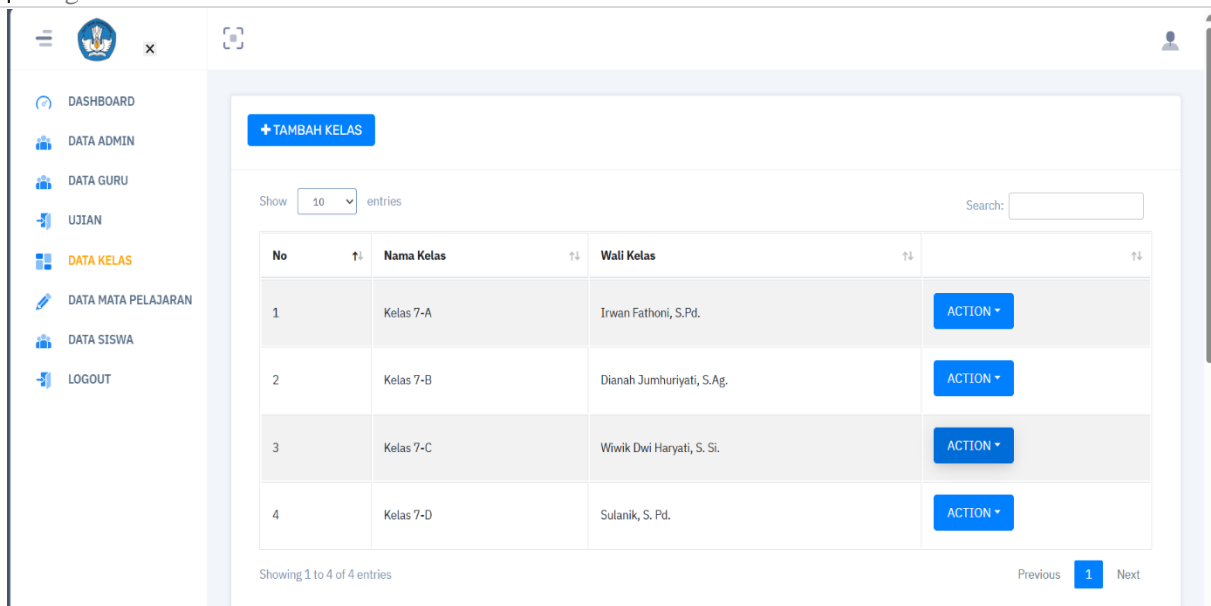 x
DASHBOARD
DATA ADMIN
DATA GURU
UJIAN
DATA KELAS
DATA MATA PELAJARAN
DATA SISWA
LOGOUT
+ TAMBAH KELAS
Show 10 entries Search:
No Nama Kelas Wali Kelas
1 Kelas 7-A Irwan Fathoni, S.Pd. ACTION
2 Kelas 7-B Dianah Jumhuriyati, S.Ag. ACTION
3 Kelas 7-C Wiwik Dwi Haryati, S. Si. ACTION
4 Kelas 7-D Sulanik, S. Pd. ACTION
Showing 1 to 4 of 4 entries Previous 1 Next